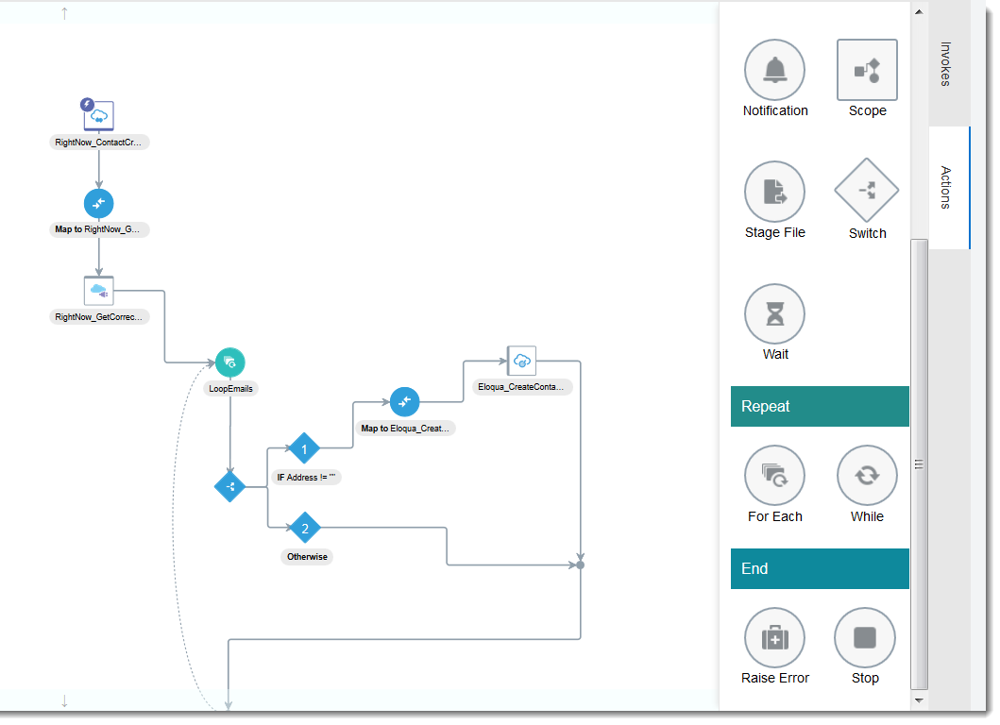 RightNow_ContactCr...
Map to RightNow_G...
RightNow_GetCorrec...
LoopEmails
Eloqua_CreateConta...
Map to Eloqua_Creat...
1
IF Address != ""
2
Otherwise
Notification
Scope
Stage File
Switch
Wait
Repeat
For Each
While
End
Raise Error
Stop
Invokes
Actions